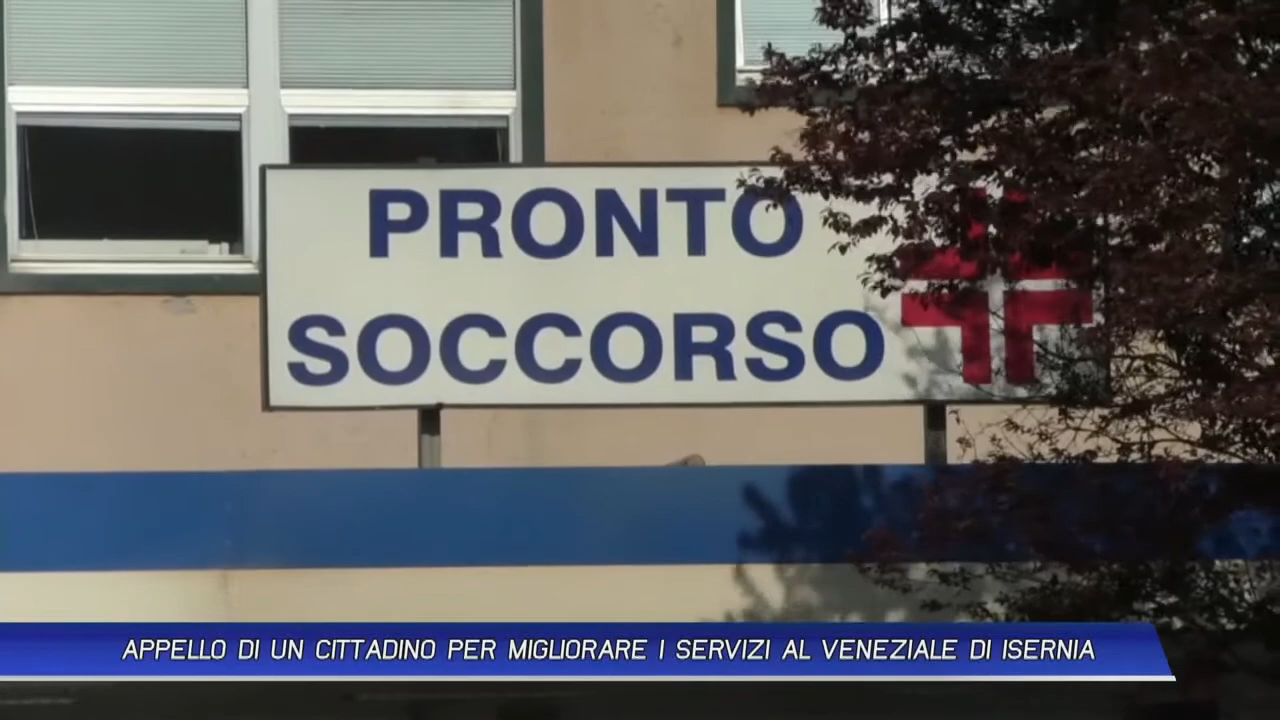 PRONTO
SOCCORSO
APPELLO DI UN CITTADINO PER MIGLIORARE I SERVIZI AL VENEZIALE DI ISERNIA